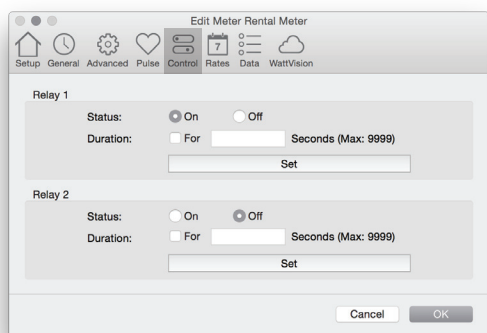 Edit Meter Rental Meter
7
Setup General Advanced Pulse Control Rates Data WattVision
Relay 1
Status: On Off
Duration: For Seconds (Max: 9999)
Set
Relay 2
Status: On Off
Duration: For Seconds (Max: 9999)
Set
Cancel OK